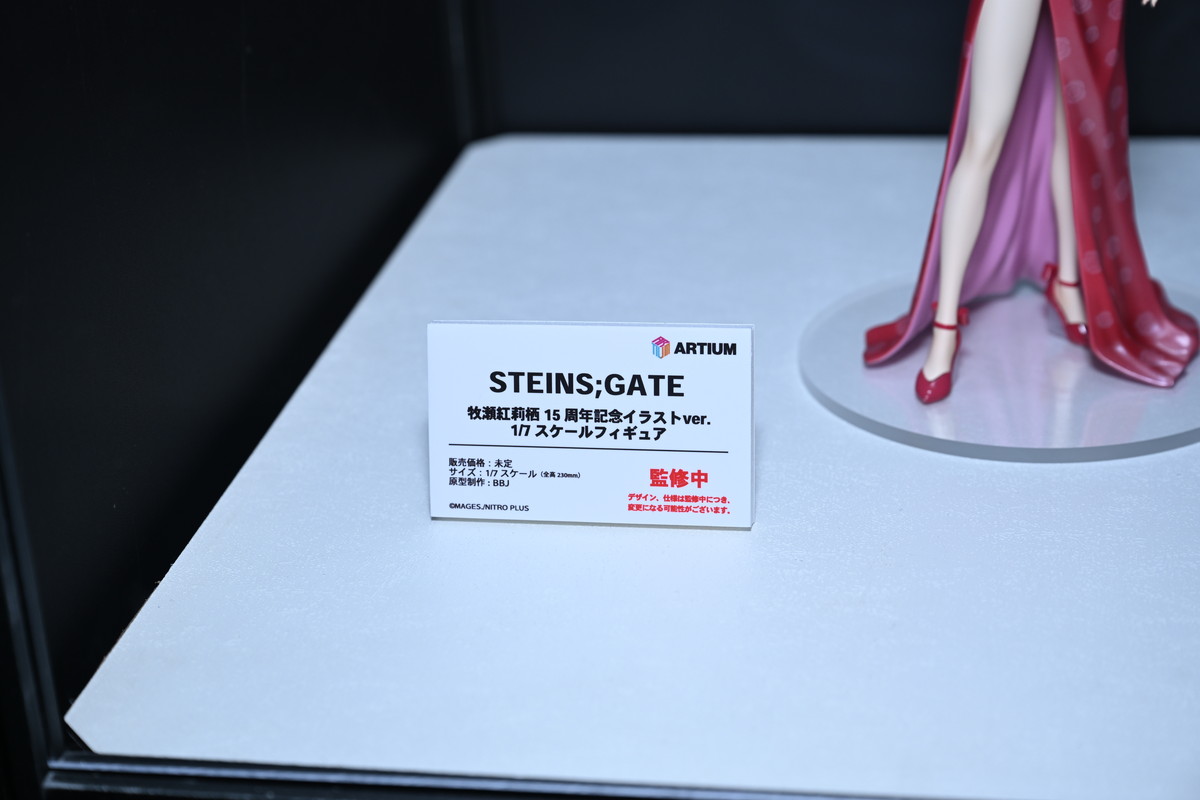 ARTIUM
STEINS;GATE
牧瀬紅莉栖 15 周年記念イラストver.
1/7 スケールフィギュア
販売価格：未定
サイズ：1/7 スケール（全高 230mm）
原型制作：BBJ
監修中
デザイン、仕様は監修中につき、
変更になる可能性がございます。
©MAGES./NITRO PLUS